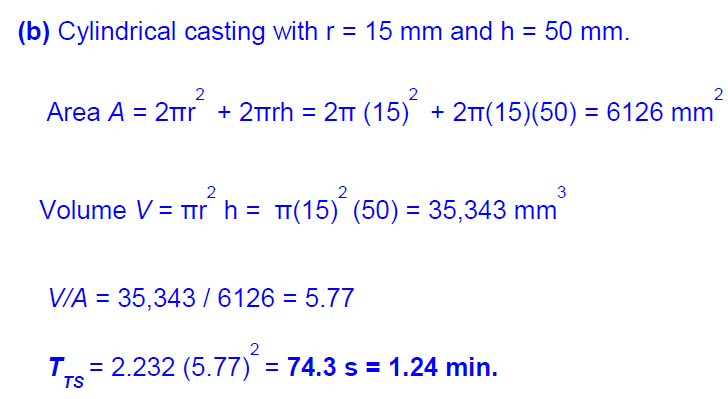 (b) Cylindrical casting with r = 15 mm and h = 50 mm.
Area A = 2πr² + 2πrh = 2π (15)² + 2π(15)(50) = 6126 mm²
Volume V = πr² h = π(15)² (50) = 35,343 mm³
V/A = 35,343 / 6126 = 5.77
T_TS = 2.232 (5.77)² = 74.3 s = 1.24 min.